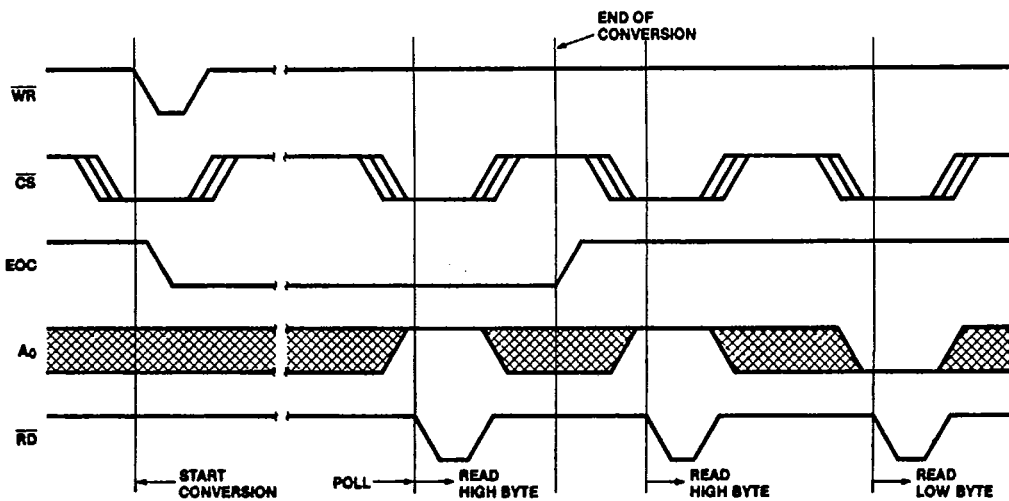 END OF
CONVERSION
WR
CS
EOC
A0
RD
START
CONVERSION
POLL
READ
HIGH BYTE
READ
HIGH BYTE
READ
LOW BYTE